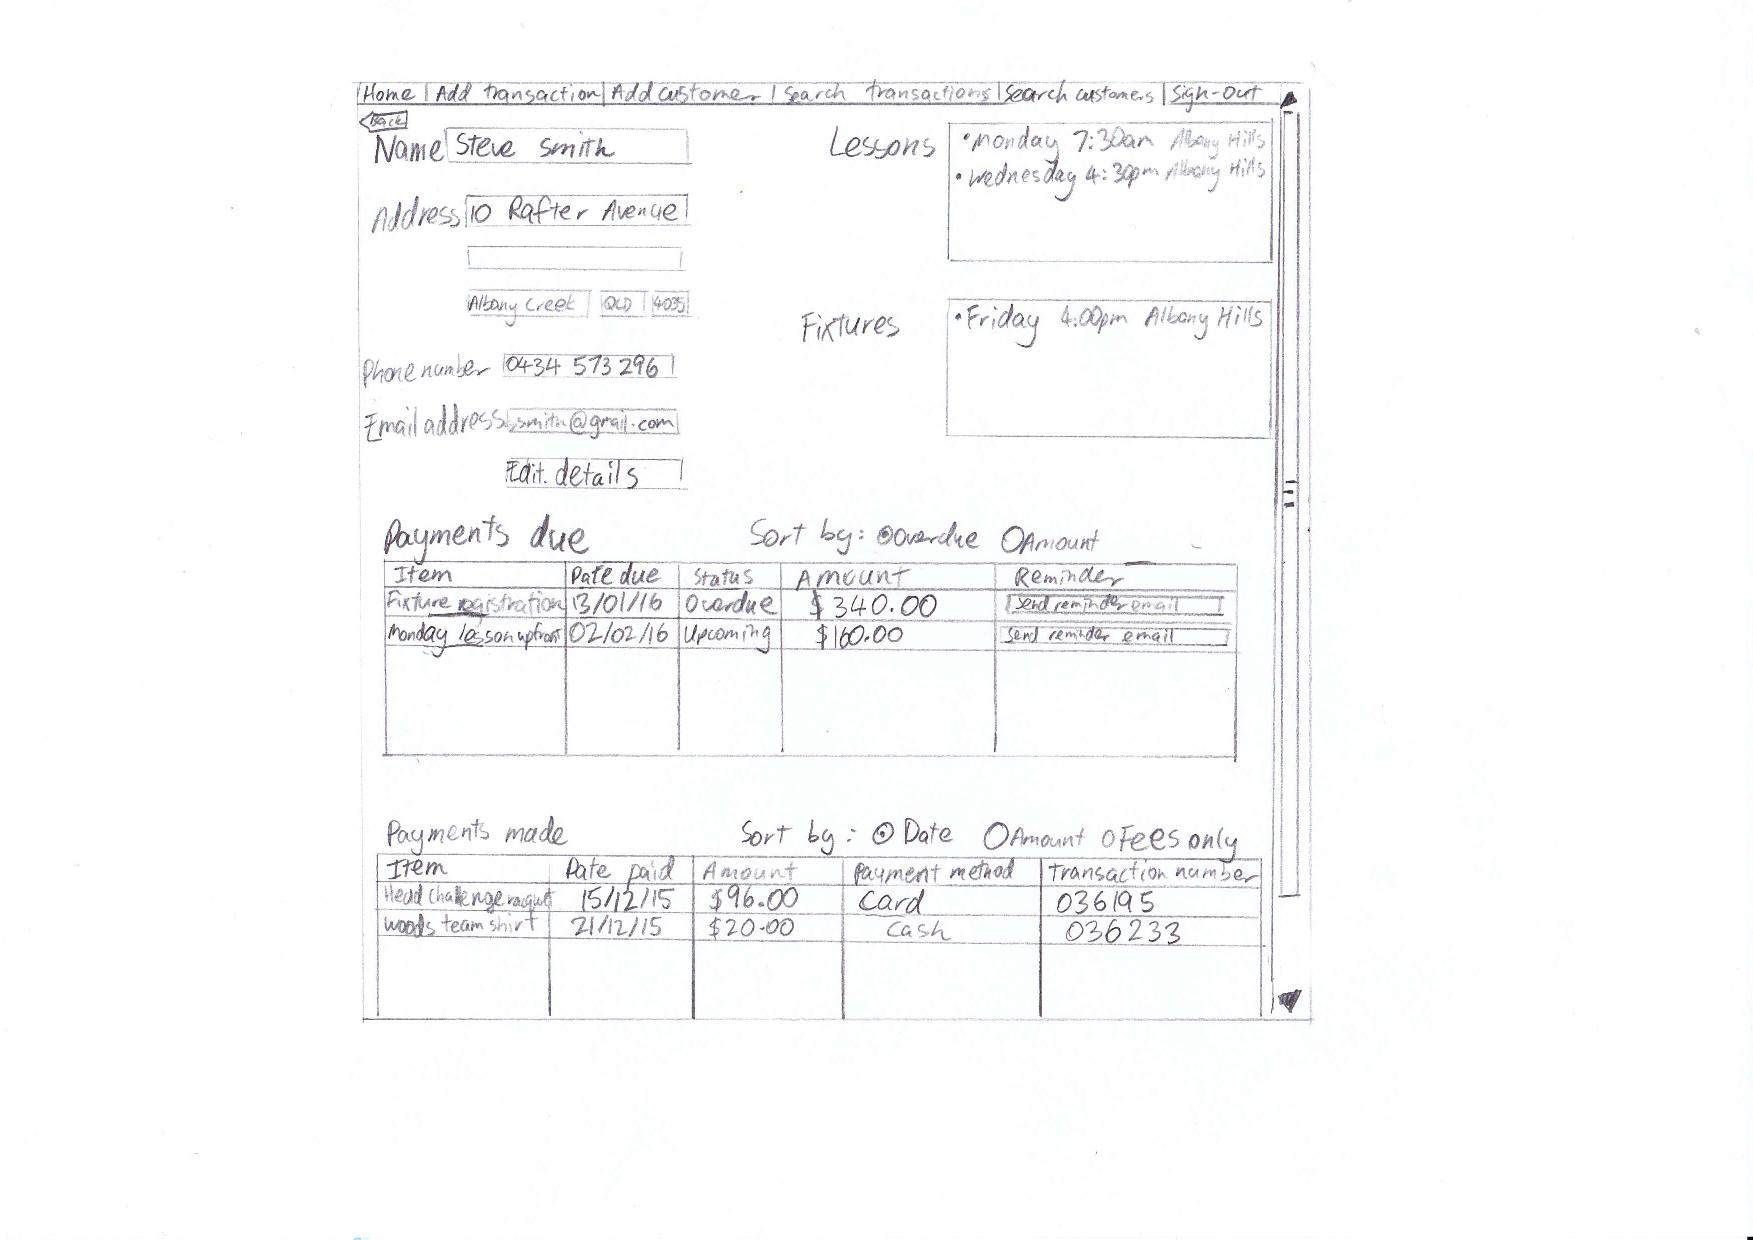 Home | Add transaction | Add customer | Search transactions | Search customers | Sign-Out
Back
Name Steve Smith
Address 10 Rafter Avenue
Albany Creek QLD 4035
Phone number 0434 573 296
Email address s.smith@gmail.com
Edit details
Lessons
• Monday 7:30am Albany Hills
• Wednesday 4:30pm Albany Hills
Fixtures
• Friday 4:00pm Albany Hills
Payments due Sort by: Overdue Amount
Item Date due Status Amount Reminder
Fixture registration 13/01/16 Overdue $340.00 Send reminder email
Monday lesson upfront 02/02/16 Upcoming $160.00 Send reminder email
Payments made Sort by: Date Amount Fees only
Item Date paid Amount Payment method Transaction number
Head challenge racquet 15/12/15 $96.00 Card 036195
Woods team shirt 21/12/15 $20.00 Cash 036233